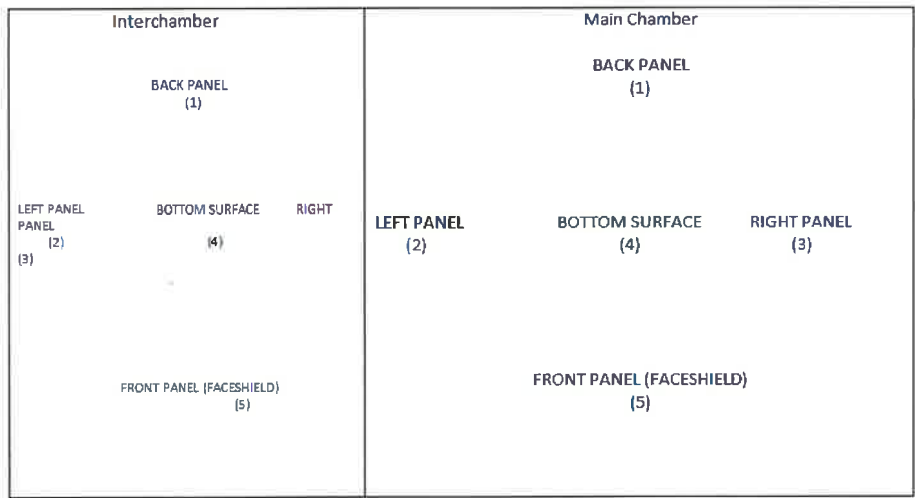 Interchamber
BACK PANEL
(1)
LEFT PANEL BOTTOM SURFACE RIGHT
PANEL
(2) (4)
(3)
FRONT PANEL (FACESHIELD)
(5)
Main Chamber
BACK PANEL
(1)
LEFT PANEL BOTTOM SURFACE RIGHT PANEL
(2) (4) (3)
FRONT PANEL (FACESHIELD)
(5)